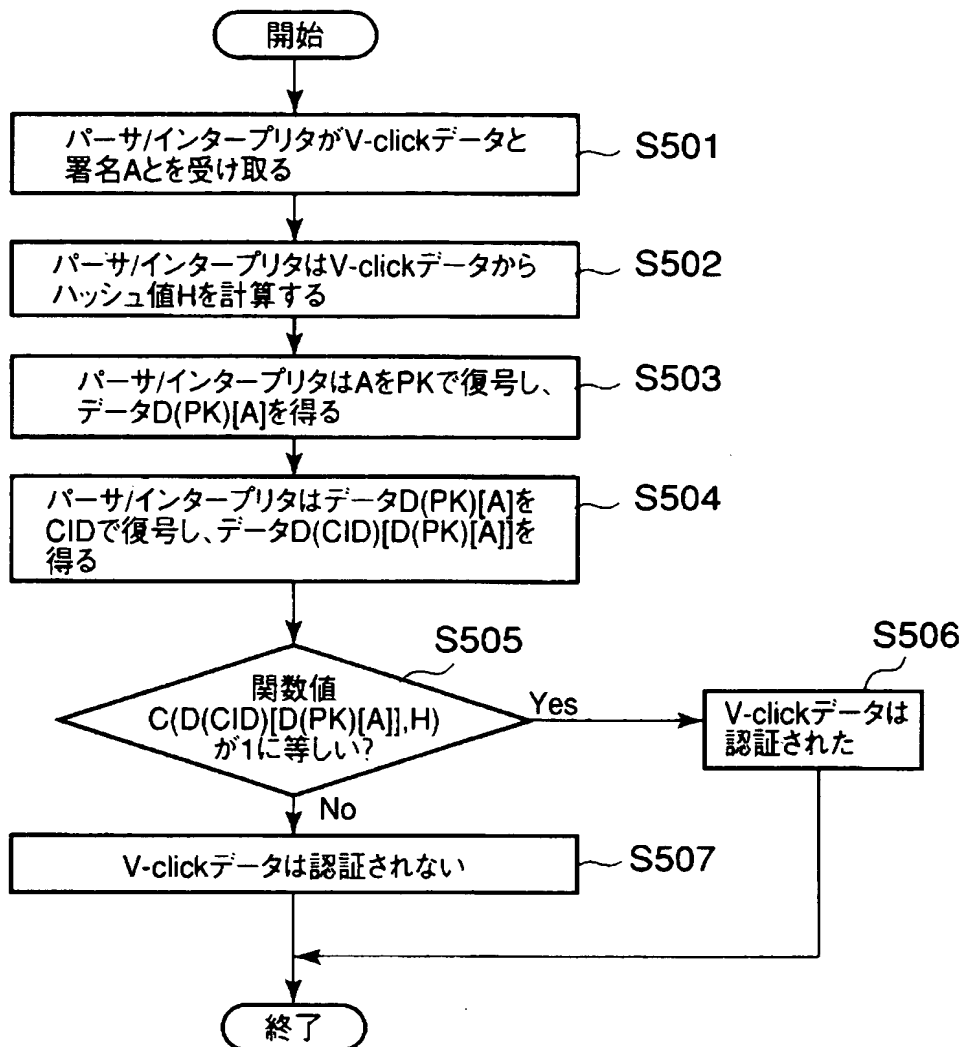 開始
パーサ/インタープリタがV-clickデータと
署名Aとを受け取る
S501
パーサ/インタープリタはV-clickデータから
ハッシュ値Hを計算する
S502
パーサ/インタープリタはAをPKで復号し、
データD(PK)[A]を得る
S503
パーサ/インタープリタはデータD(PK)[A]を
CIDで復号し、データD(CID)[D(PK)[A]]を
得る
S504
S505
関数値
C(D(CID)[D(PK)[A]],H)
が1に等しい?
Yes
S506
V-clickデータは
認証された
No
V-clickデータは認証されない
S507
終了